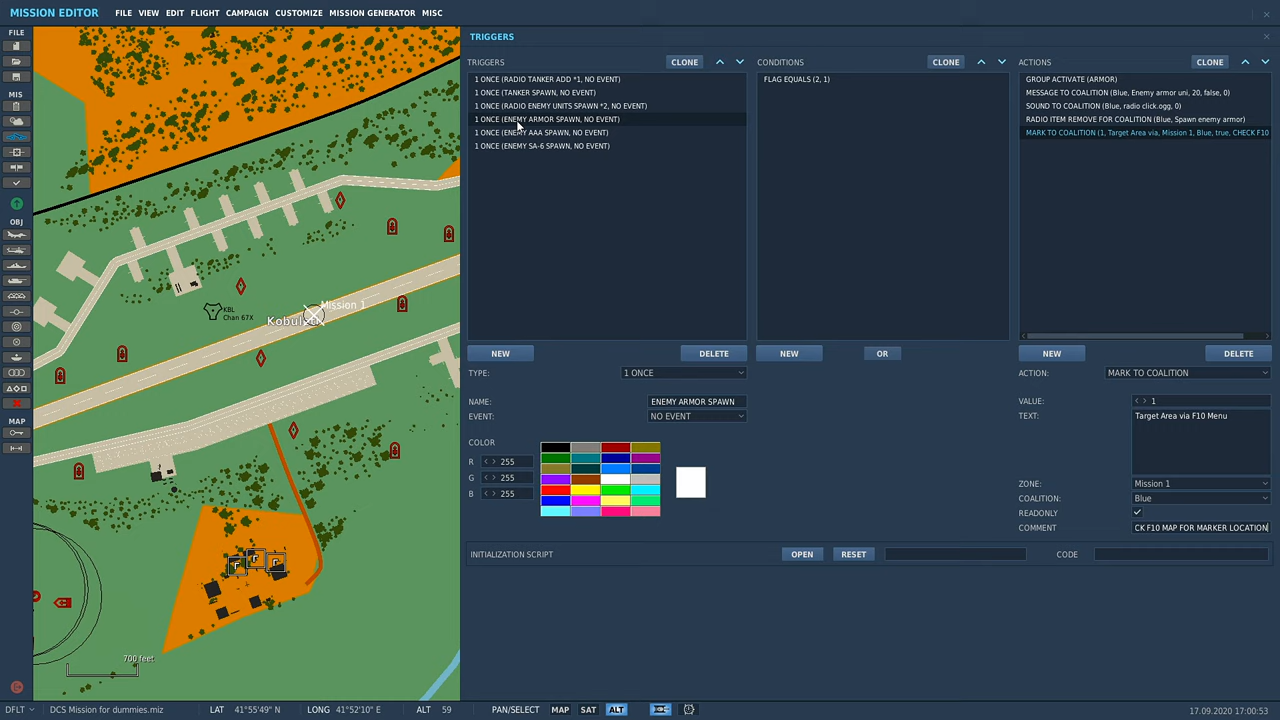 MISSION EDITOR
FILE VIEW EDIT FLIGHT CAMPAIGN CUSTOMIZE MISSION GENERATOR MISC
FILE
MIS
OBJ
MAP
KBL
Chan 67X
Mission 1
Kobuleti
700 feet
TRIGGERS
TRIGGERS CLONE
1 ONCE (RADIO TANKER ADD *1, NO EVENT)
1 ONCE (TANKER SPAWN, NO EVENT)
1 ONCE (RADIO ENEMY UNITS SPAWN *2, NO EVENT)
1 ONCE (ENEMY ARMOR SPAWN, NO EVENT)
1 ONCE (ENEMY AAA SPAWN, NO EVENT)
1 ONCE (ENEMY SA-6 SPAWN, NO EVENT)
NEW DELETE
TYPE: 1 ONCE
NAME: ENEMY ARMOR SPAWN
EVENT: NO EVENT
COLOR
R 255
G 255
B 255
CONDITIONS CLONE
FLAG EQUALS (2, 1)
NEW OR
ACTIONS CLONE
GROUP ACTIVATE (ARMOR)
MESSAGE TO COALITION (Blue, Enemy armor uni, 20, false, 0)
SOUND TO COALITION (Blue, radio click.ogg, 0)
RADIO ITEM REMOVE FOR COALITION (Blue, Spawn enemy armor)
MARK TO COALITION (1, Target Area via, Mission 1, Blue, true, CHECK F10
NEW DELETE
ACTION: MARK TO COALITION
VALUE: 1
TEXT: Target Area via F10 Menu
ZONE: Mission 1
COALITION: Blue
READONLY
COMMENT CK F10 MAP FOR MARKER LOCATION
INITIALIZATION SCRIPT OPEN RESET CODE
DFLT DCS Mission for dummies.miz LAT 41°55'49" N LONG 41°52'10" E ALT 59 PAN/SELECT MAP SAT ALT 17.09.2020 17:00:53